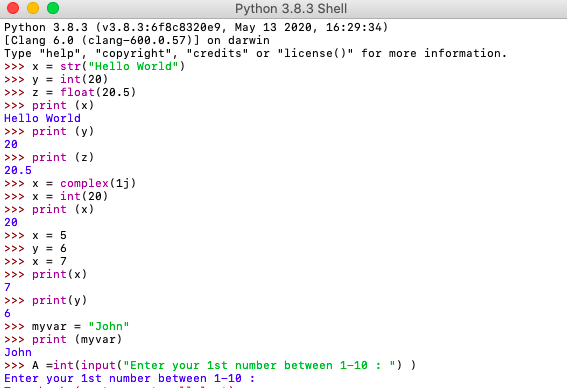 Python 3.8.3 Shell
Python 3.8.3 (v3.8.3:6f8c8320e9, May 13 2020, 16:29:34)
[Clang 6.0 (clang-600.0.57)] on darwin
Type "help", "copyright", "credits" or "license()" for more information.
>>> x = str("Hello World")
>>> y = int(20)
>>> z = float(20.5)
>>> print (x)
Hello World
>>> print (y)
20
>>> print (z)
20.5
>>> x = complex(1j)
>>> x = int(20)
>>> print (x)
20
>>> x = 5
>>> y = 6
>>> x = 7
>>> print(x)
7
>>> print(y)
6
>>> myvar = "John"
>>> print (myvar)
John
>>> A =int(input("Enter your 1st number between 1-10 : ") )
Enter your 1st number between 1-10 :